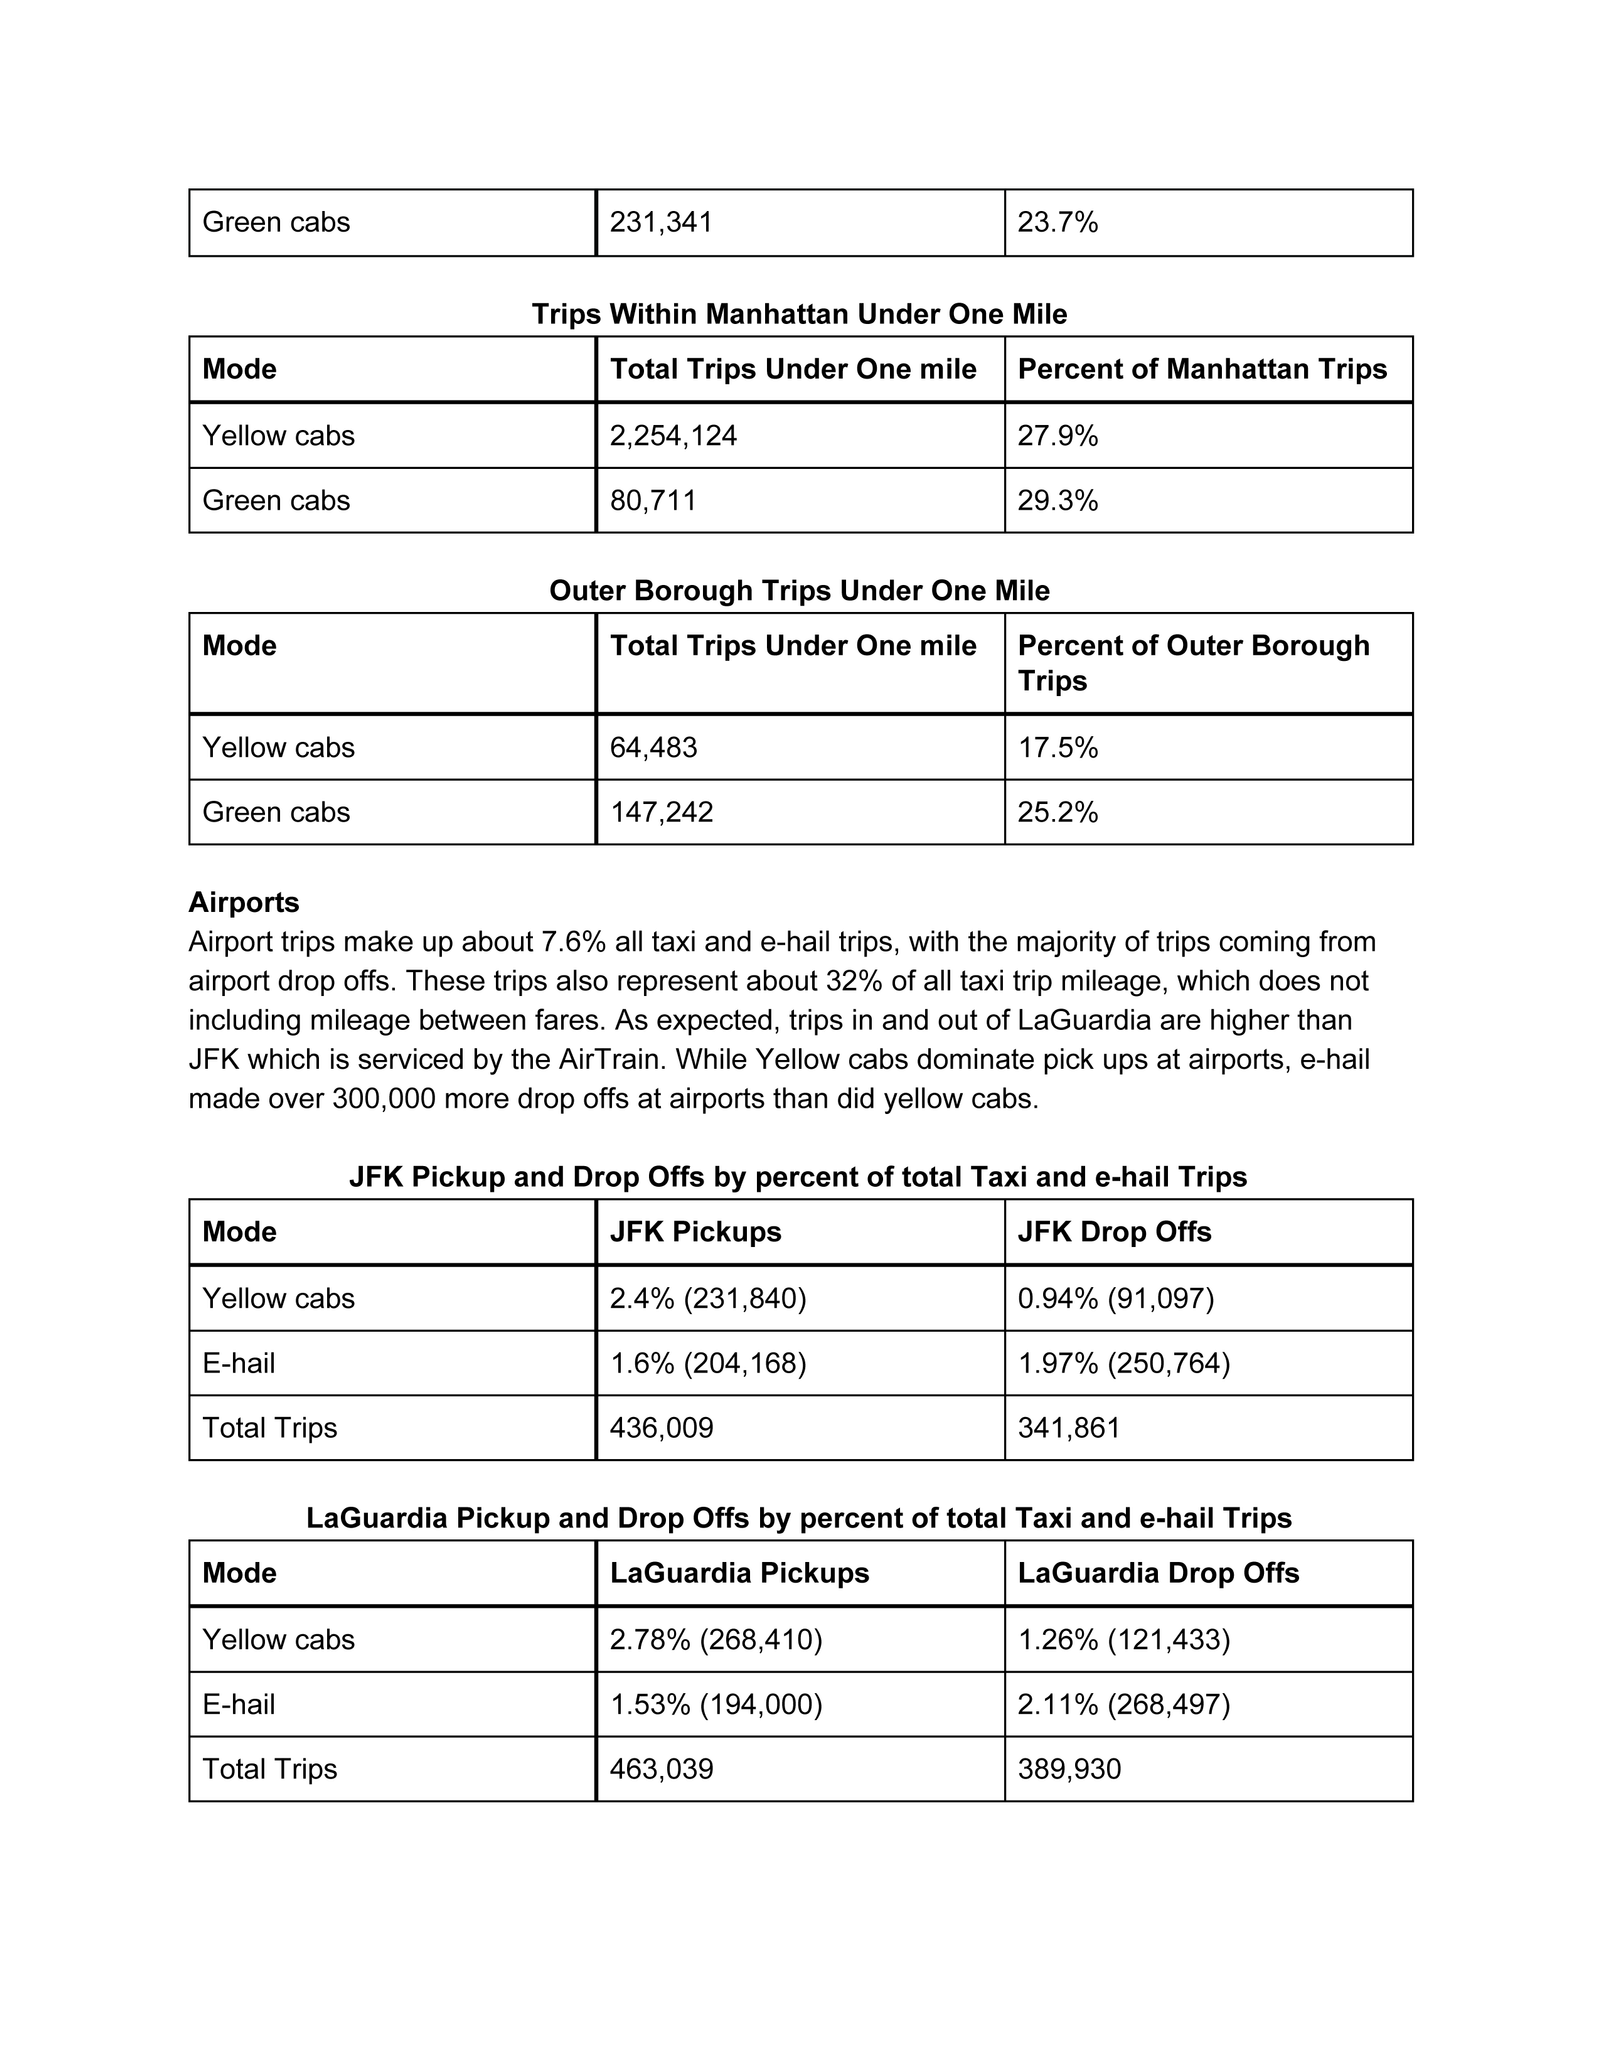 Green cabs 231,341 23.7%
Trips Within Manhattan Under One Mile
Mode Total Trips Under One mile Percent of Manhattan Trips
Yellow cabs 2,254,124 27.9%
Green cabs 80,711 29.3%
Outer Borough Trips Under One Mile
Mode Total Trips Under One mile Percent of Outer Borough
Trips
Yellow cabs 64,483 17.5%
Green cabs 147,242 25.2%
Airports
Airport trips make up about 7.6% all taxi and e-hail trips, with the majority of trips coming from
airport drop offs. These trips also represent about 32% of all taxi trip mileage, which does not
including mileage between fares. As expected, trips in and out of LaGuardia are higher than
JFK which is serviced by the AirTrain. While Yellow cabs dominate pick ups at airports, e-hail
made over 300,000 more drop offs at airports than did yellow cabs.
JFK Pickup and Drop Offs by percent of total Taxi and e-hail Trips
Mode JFK Pickups JFK Drop Offs
Yellow cabs 2.4% (231,840) 0.94% (91,097)
E-hail 1.6% (204,168) 1.97% (250,764)
Total Trips 436,009 341,861
LaGuardia Pickup and Drop Offs by percent of total Taxi and e-hail Trips
Mode LaGuardia Pickups LaGuardia Drop Offs
Yellow cabs 2.78% (268,410) 1.26% (121,433)
E-hail 1.53% (194,000) 2.11% (268,497)
Total Trips 463,039 389,930